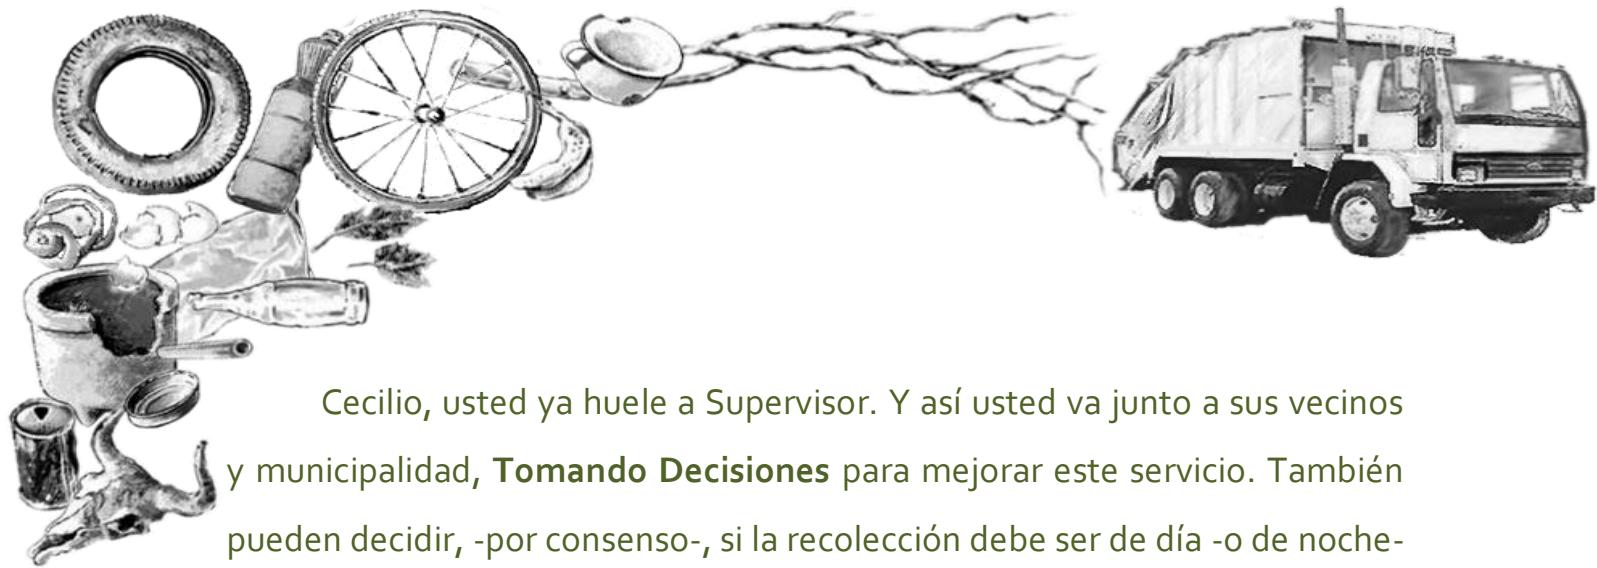 Cecilio, usted ya huele a Supervisor. Y así usted va junto a sus vecinos
y municipalidad, Tomando Decisiones para mejorar este servicio. También
pueden decidir, -por consenso-, si la recolección debe ser de día -o de noche-